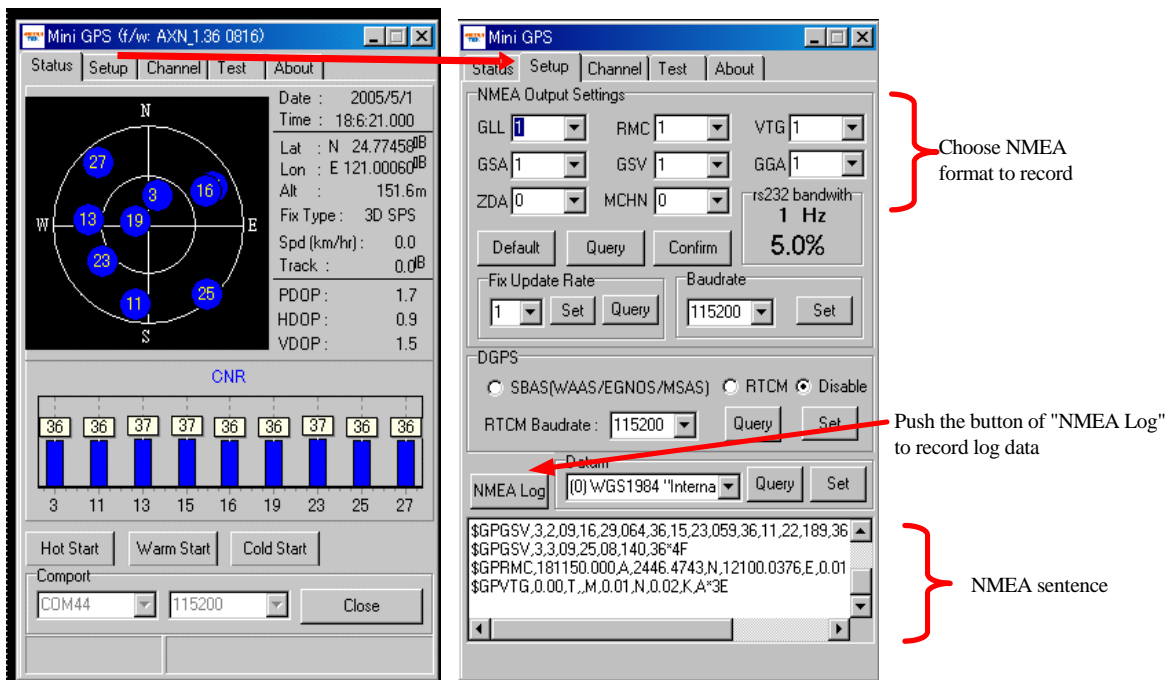 Mini GPS (f/w: AXN_1.36 0816)
Status Setup Channel Test About
N
W
E
S
27
3
16
13
19
23
11
25
Date : 2005/5/1
Time : 18:6:21.000
Lat : N 24.77458dB
Lon : E 121.00060dB
Alt : 151.6m
Fix Type : 3D SPS
Spd (km/hr) : 0.0
Track : 0.0dB
PDOP : 1.7
HDOP : 0.9
VDOP : 1.5
CNR
36 36 37 37 36 36 37 36 36
3 11 13 15 16 19 23 25 27
Hot Start Warm Start Cold Start
Comport
COM44 115200 Close
Mini GPS
Status Setup Channel Test About
NMEA Output Settings
GLL 1 RMC 1 VTG 1
GSA 1 GSV 1 GGA 1
ZDA 0 MCHN 0
rs232 bandwith
1 Hz
5.0%
Default Query Confirm
Fix Update Rate
1 Set Query
Baudrate
115200 Set
DGPS
SBAS(WAAS/EGNOS/MSAS) RTCM Disable
RTCM Baudrate : 115200 Query Set
NMEA Log
Datum
(0) WGS1984 "Interna Query Set
$GPGSV,3,2,09,16,29,064,36,15,23,059,36,11,22,189,36
$GPGSV,3,3,09,25,08,140,36*4F
$GPRMC,181150.000,A,2446.4743,N,12100.0376,E,0.01
$GPVTG,0.00,T,,M,0.01,N,0.02,K,A*3E
Choose NMEA
format to record
Push the button of "NMEA Log"
to record log data
NMEA sentence